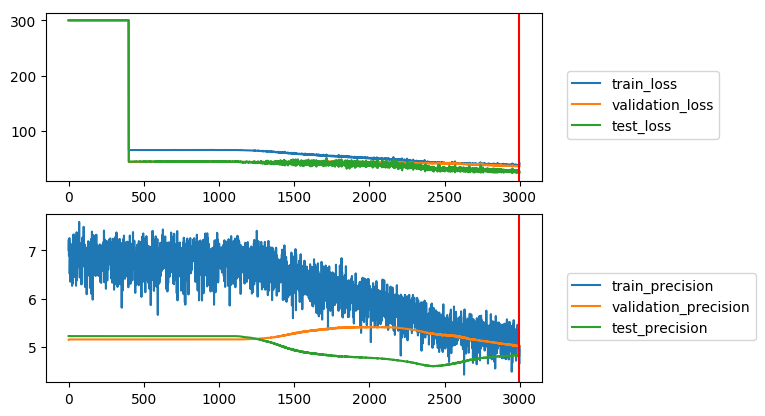 300
200
100
0 500 1000 1500 2000 2500 3000
train_loss
validation_loss
test_loss
7
6
5
0 500 1000 1500 2000 2500 3000
train_precision
validation_precision
test_precision